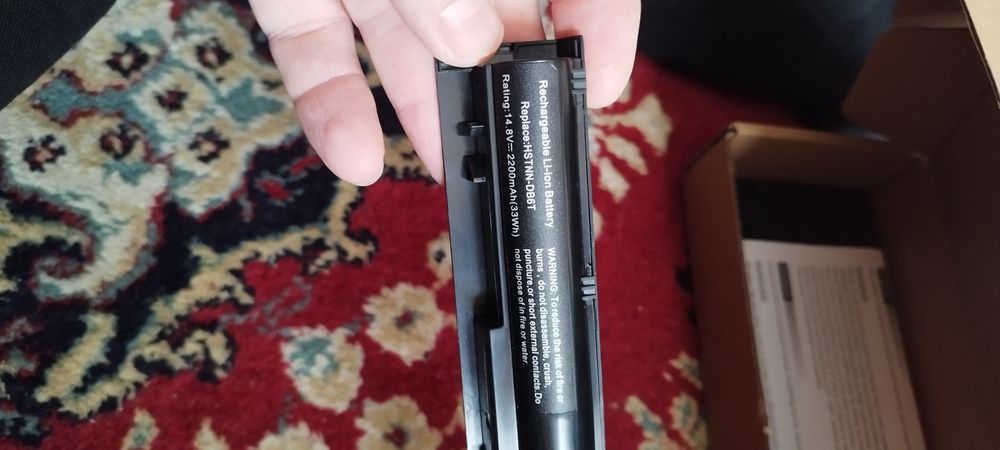 Rechargeable Li-ion Battery
Replace:HSTNN-DB6T
Rating:14.8V⎓ 2200mAh(33Wh)
WARNING: To reduce the risk of fire or
burns , do not disassemble, crush,
puncture,or short external contacts.Do
not dispose of in fire or water.